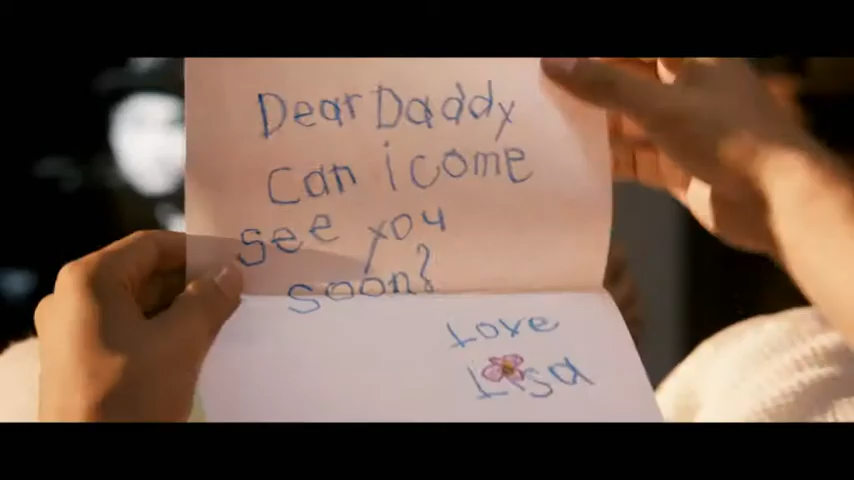 Dear Daddy
Can i come
see you
soon?
Love
Lisa